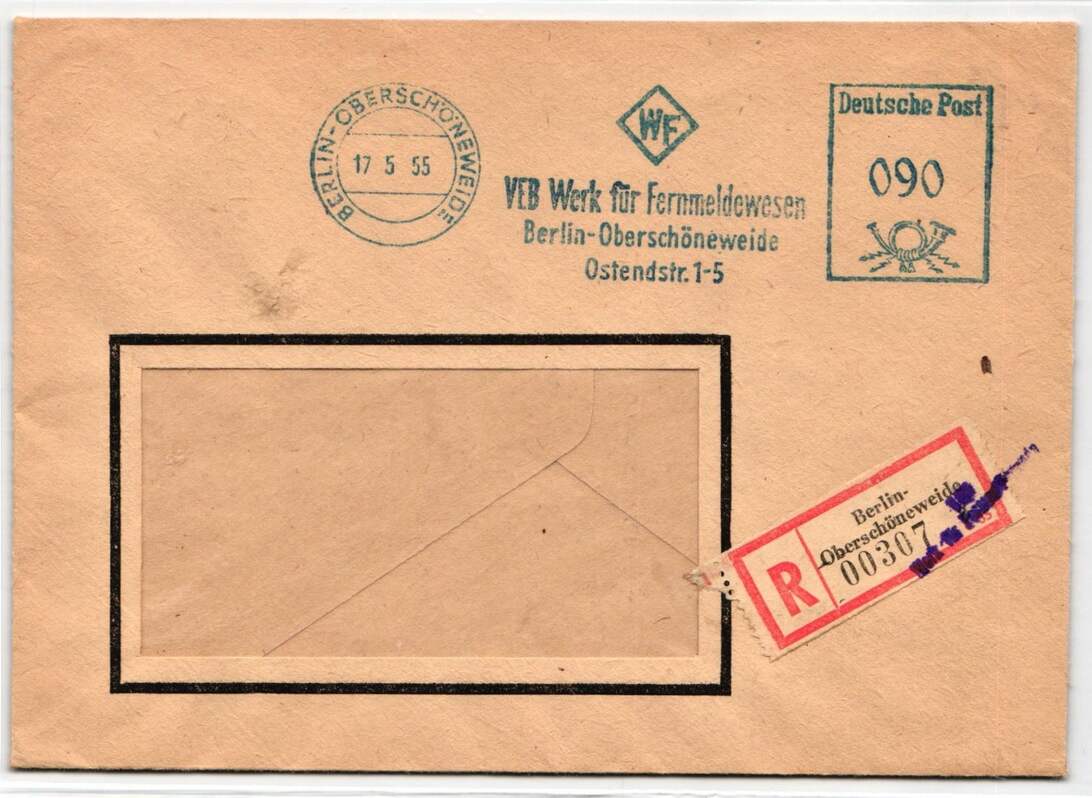 BERLIN-OBERSCHÖNEWEIDE
17 5 55
WF
VEB Werk für Fernmeldewesen
Berlin-Oberschöneweide
Ostendstr. 1-5
Deutsche Post
090
R
Berlin-
Oberschöneweide
00307